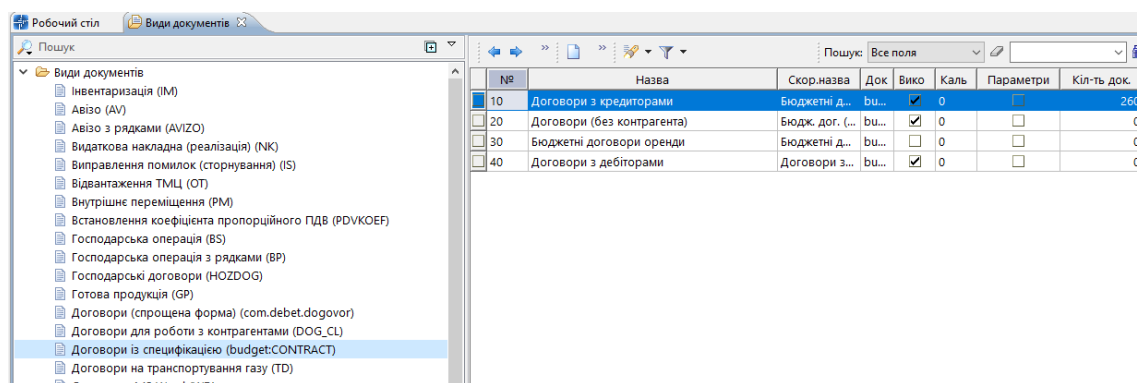 Робочий стіл Види документів
Пошук
Види документів
Інвентаризація (IM)
Авізо (AV)
Авізо з рядками (AVIZO)
Видаткова накладна (реалізація) (NK)
Виправлення помилок (сторнування) (IS)
Відвантаження ТМЦ (OT)
Внутрішнє переміщення (PM)
Встановлення коефіцієнта пропорційного ПДВ (PDVKOEF)
Господарська операція (BS)
Господарська операція з рядками (BP)
Господарські договори (HOZDOG)
Готова продукція (GP)
Договори (спрощена форма) (com.debet.dogovor)
Договори для роботи з контрагентами (DOG_CL)
Договори із специфікацією (budget:CONTRACT)
Договори на транспортування газу (TD)
» » Пошук: Все поля
№ Назва Скор.назва Док Вико Каль Параметри Кіл-ть док.
10 Договори з кредиторами Бюджетні д... bu... 0 260
20 Договори (без контрагента) Бюдж. дог. (... bu... 0 0
30 Бюджетні договори оренди Бюджетні д... bu... 0 0
40 Договори з дебіторами Договори з... bu... 0 0